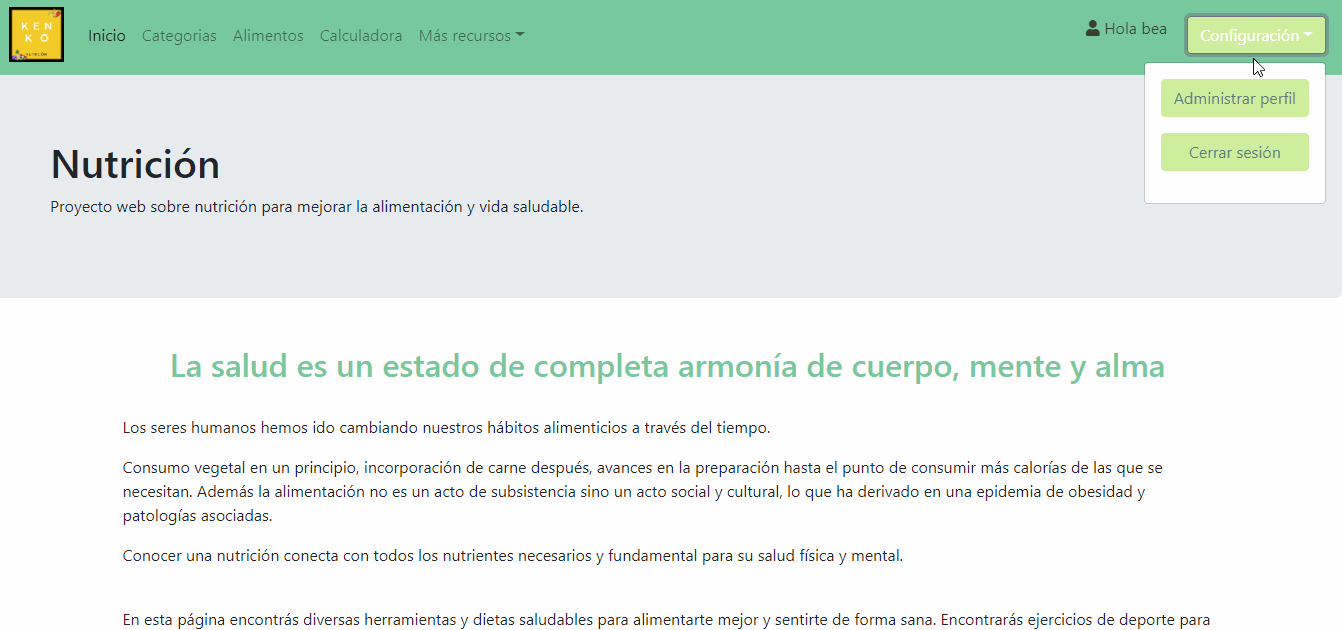 KEN
KO
NUTRICIÓN
Inicio Categorias Alimentos Calculadora Más recursos
Hola bea
Configuración
Administrar perfil
Cerrar sesión
Nutrición
Proyecto web sobre nutrición para mejorar la alimentación y vida saludable.
La salud es un estado de completa armonía de cuerpo, mente y alma
Los seres humanos hemos ido cambiando nuestros hábitos alimenticios a través del tiempo.
Consumo vegetal en un principio, incorporación de carne después, avances en la preparación hasta el punto de consumir más calorías de las que se
necesitan. Además la alimentación no es un acto de subsistencia sino un acto social y cultural, lo que ha derivado en una epidemia de obesidad y
patologías asociadas.
Conocer una nutrición conecta con todos los nutrientes necesarios y fundamental para su salud física y mental.
En esta página encontrás diversas herramientas y dietas saludables para alimentarte mejor y sentirte de forma sana. Encontrarás ejercicios de deporte para